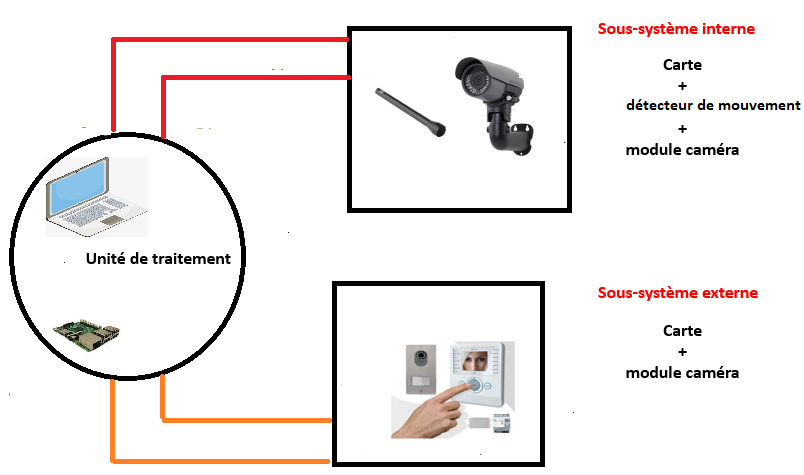 Sous-système interne
Carte
+
détecteur de mouvement
+
module caméra
Unité de traitement
Sous-système externe
Carte
+
module caméra